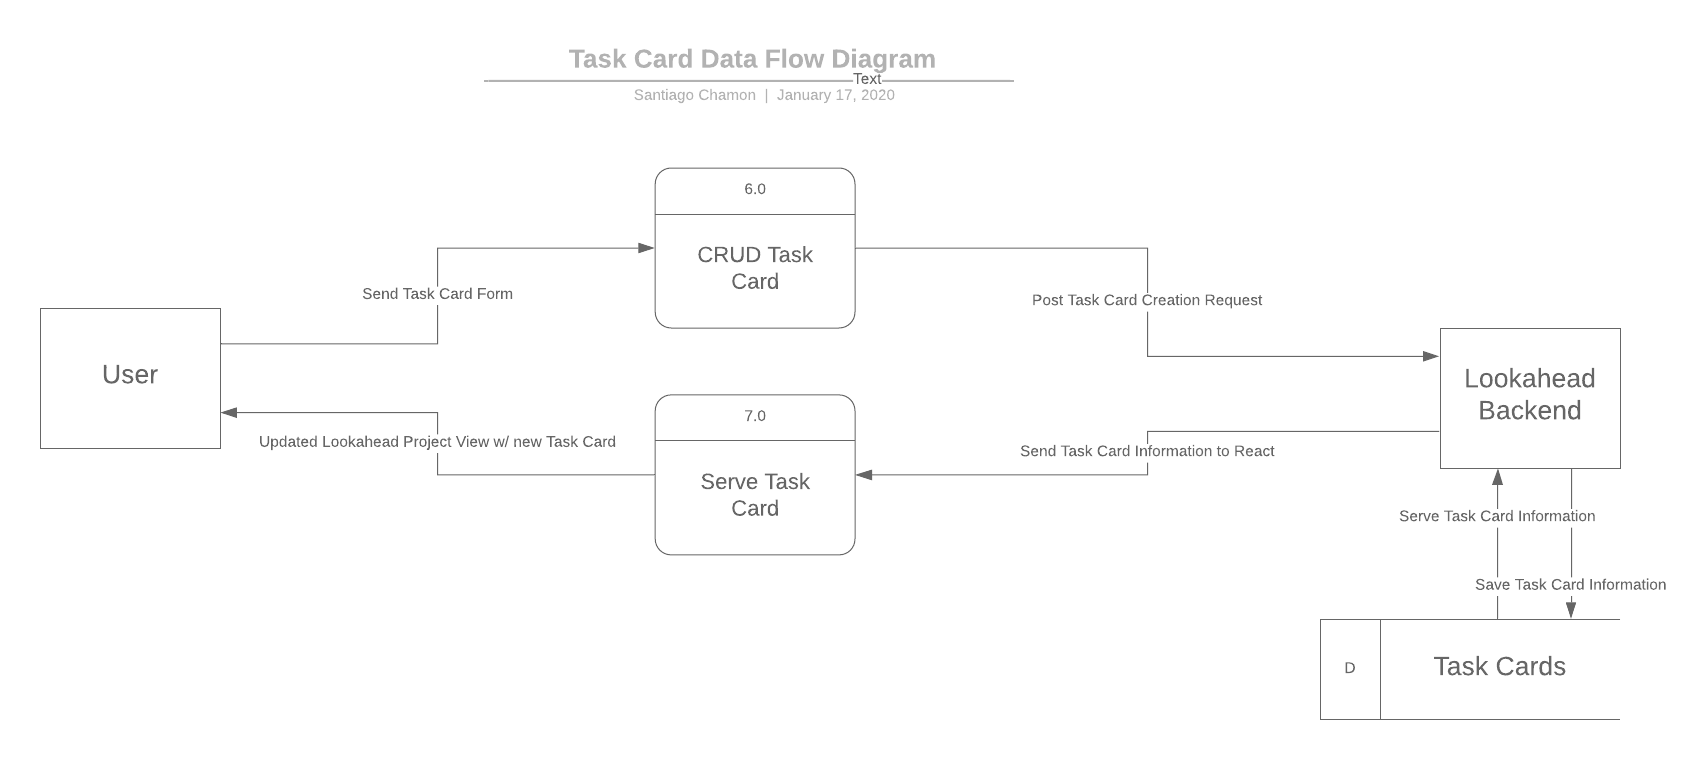 Task Card Data Flow Diagram
Text
Santiago Chamon | January 17, 2020
6.0
CRUD Task
Card
Send Task Card Form
Post Task Card Creation Request
User
Lookahead
Backend
7.0
Updated Lookahead Project View w/ new Task Card
Send Task Card Information to React
Serve Task
Card
Serve Task Card Information
Save Task Card Information
D
Task Cards